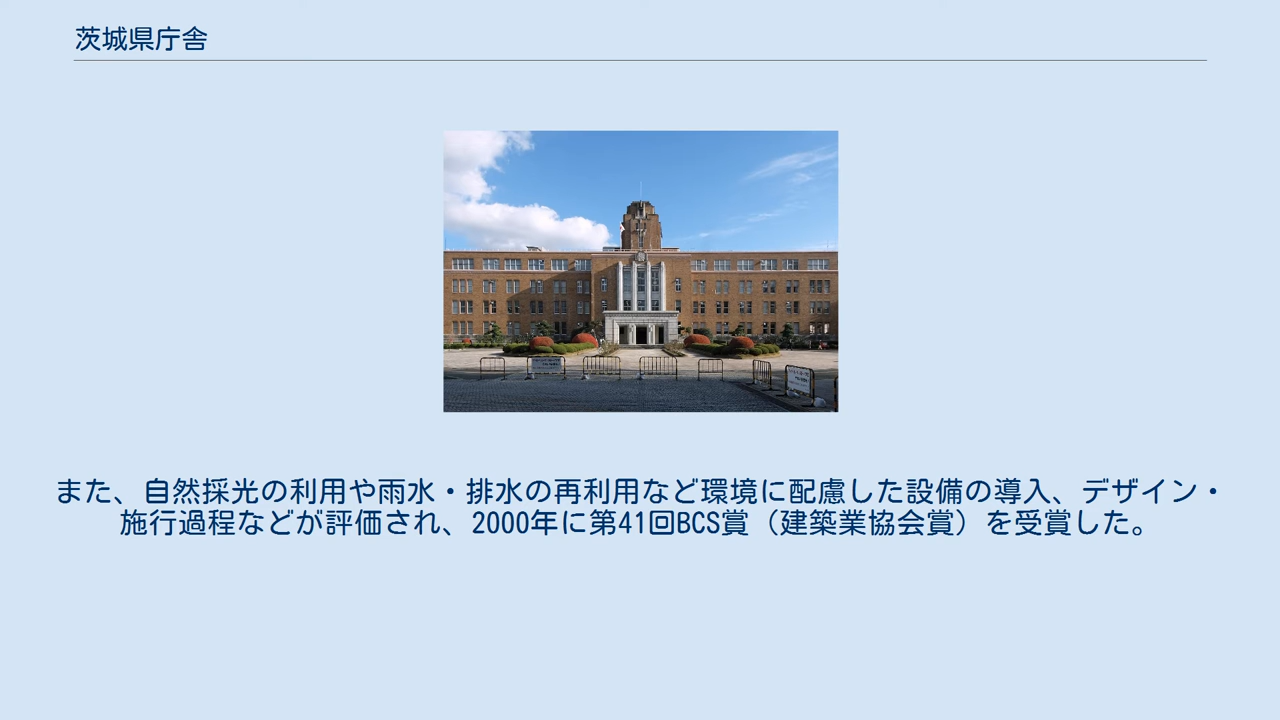 茨城県庁舎
また、自然採光の利用や雨水・排水の再利用など環境に配慮した設備の導入、デザイン・
施行過程などが評価され、2000年に第41回BCS賞（建築業協会賞）を受賞した。